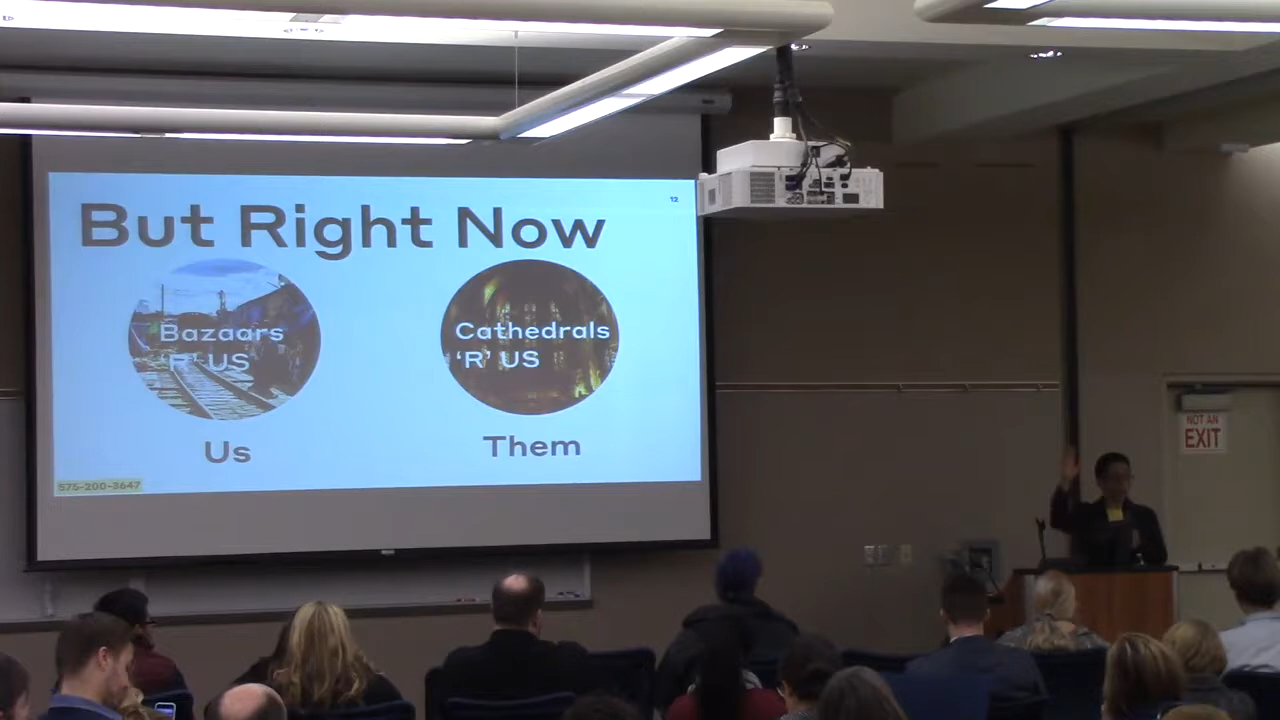 12
But Right Now
Bazaars
'R' US
Cathedrals
'R' US
Us
Them
575-200-3647
NOT AN
EXIT